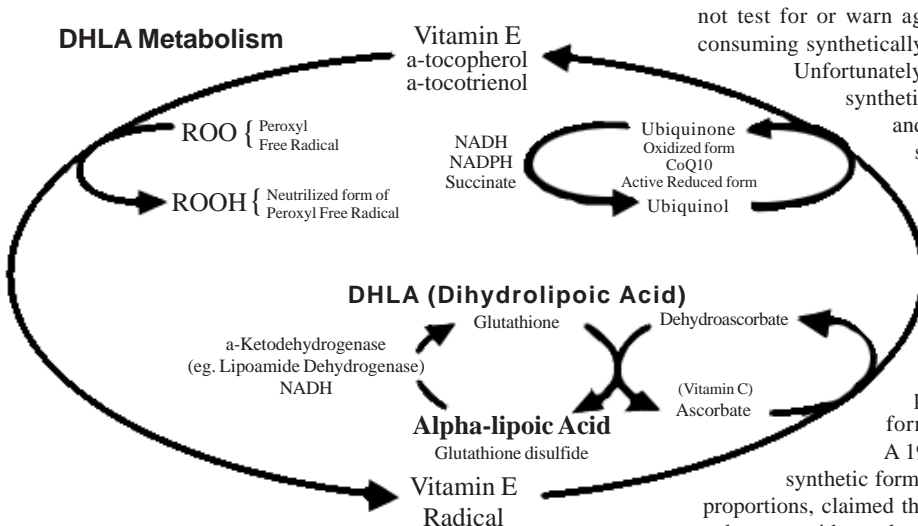 DHLA Metabolism
Vitamin E
a-tocopherol
a-tocotrienol
ROO { Peroxyl
Free Radical
ROOH { Neutrilized form of
Peroxyl Free Radical
NADH
NADPH
Succinate
Ubiquinone
Oxidized form
CoQ10
Active Reduced form
Ubiquinol
DHLA (Dihydrolipoic Acid)
Glutathione
Dehydroascorbate
a-Ketodehydrogenase
(eg. Lipoamide Dehydrogenase)
NADH
(Vitamin C)
Ascorbate
Alpha-lipoic Acid
Glutathione disulfide
Vitamin E
Radical
not test for or warn ag
consuming synthetically
Unfortunately
syntheti
and
s
p
form
A 19
synthetic form
proportions, claimed th